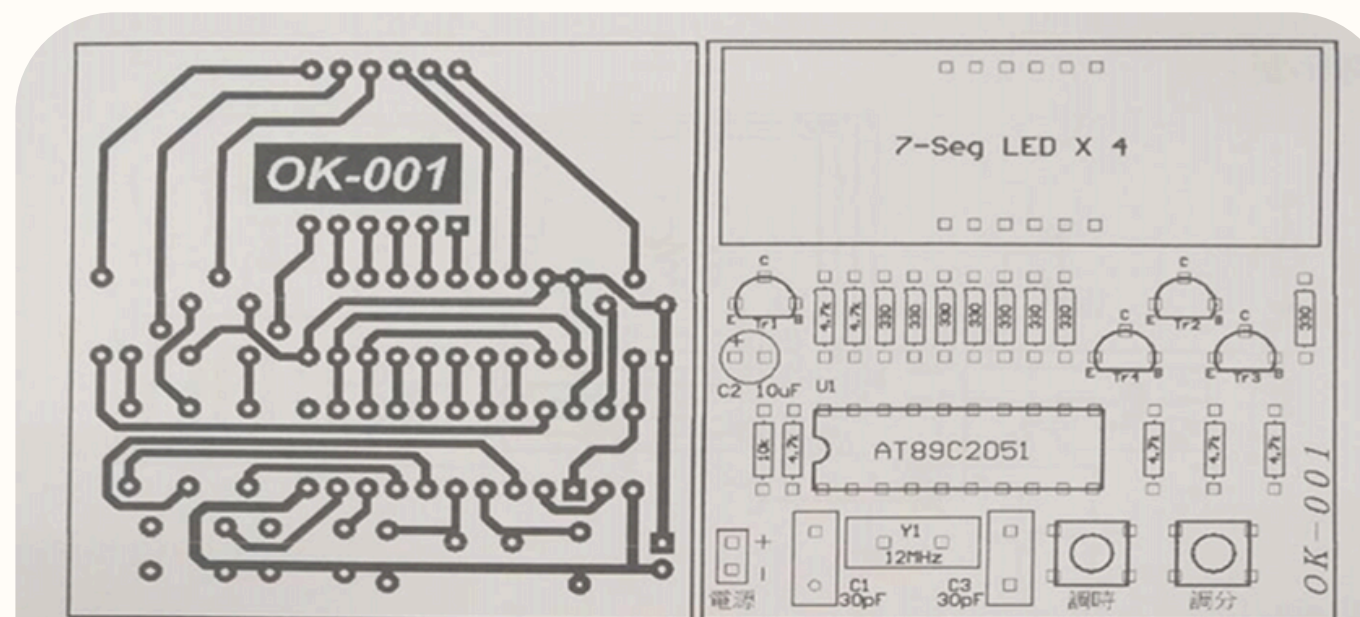 OK-001
7-Seg LED X 4
C
C
C
C
E Tr1 B
4.7k
4.7k
330
330
330
330
330
330
330
E Tr2 B
330
E Tr4 B
E Tr3 B
+
C2 10uF
U1
10k
4.7k
AT89C2051
4.7k
4.7k
4.7k
OK-001
+
-
電源
C1
30pF
Y1
12MHz
C3
30pF
調時
調分